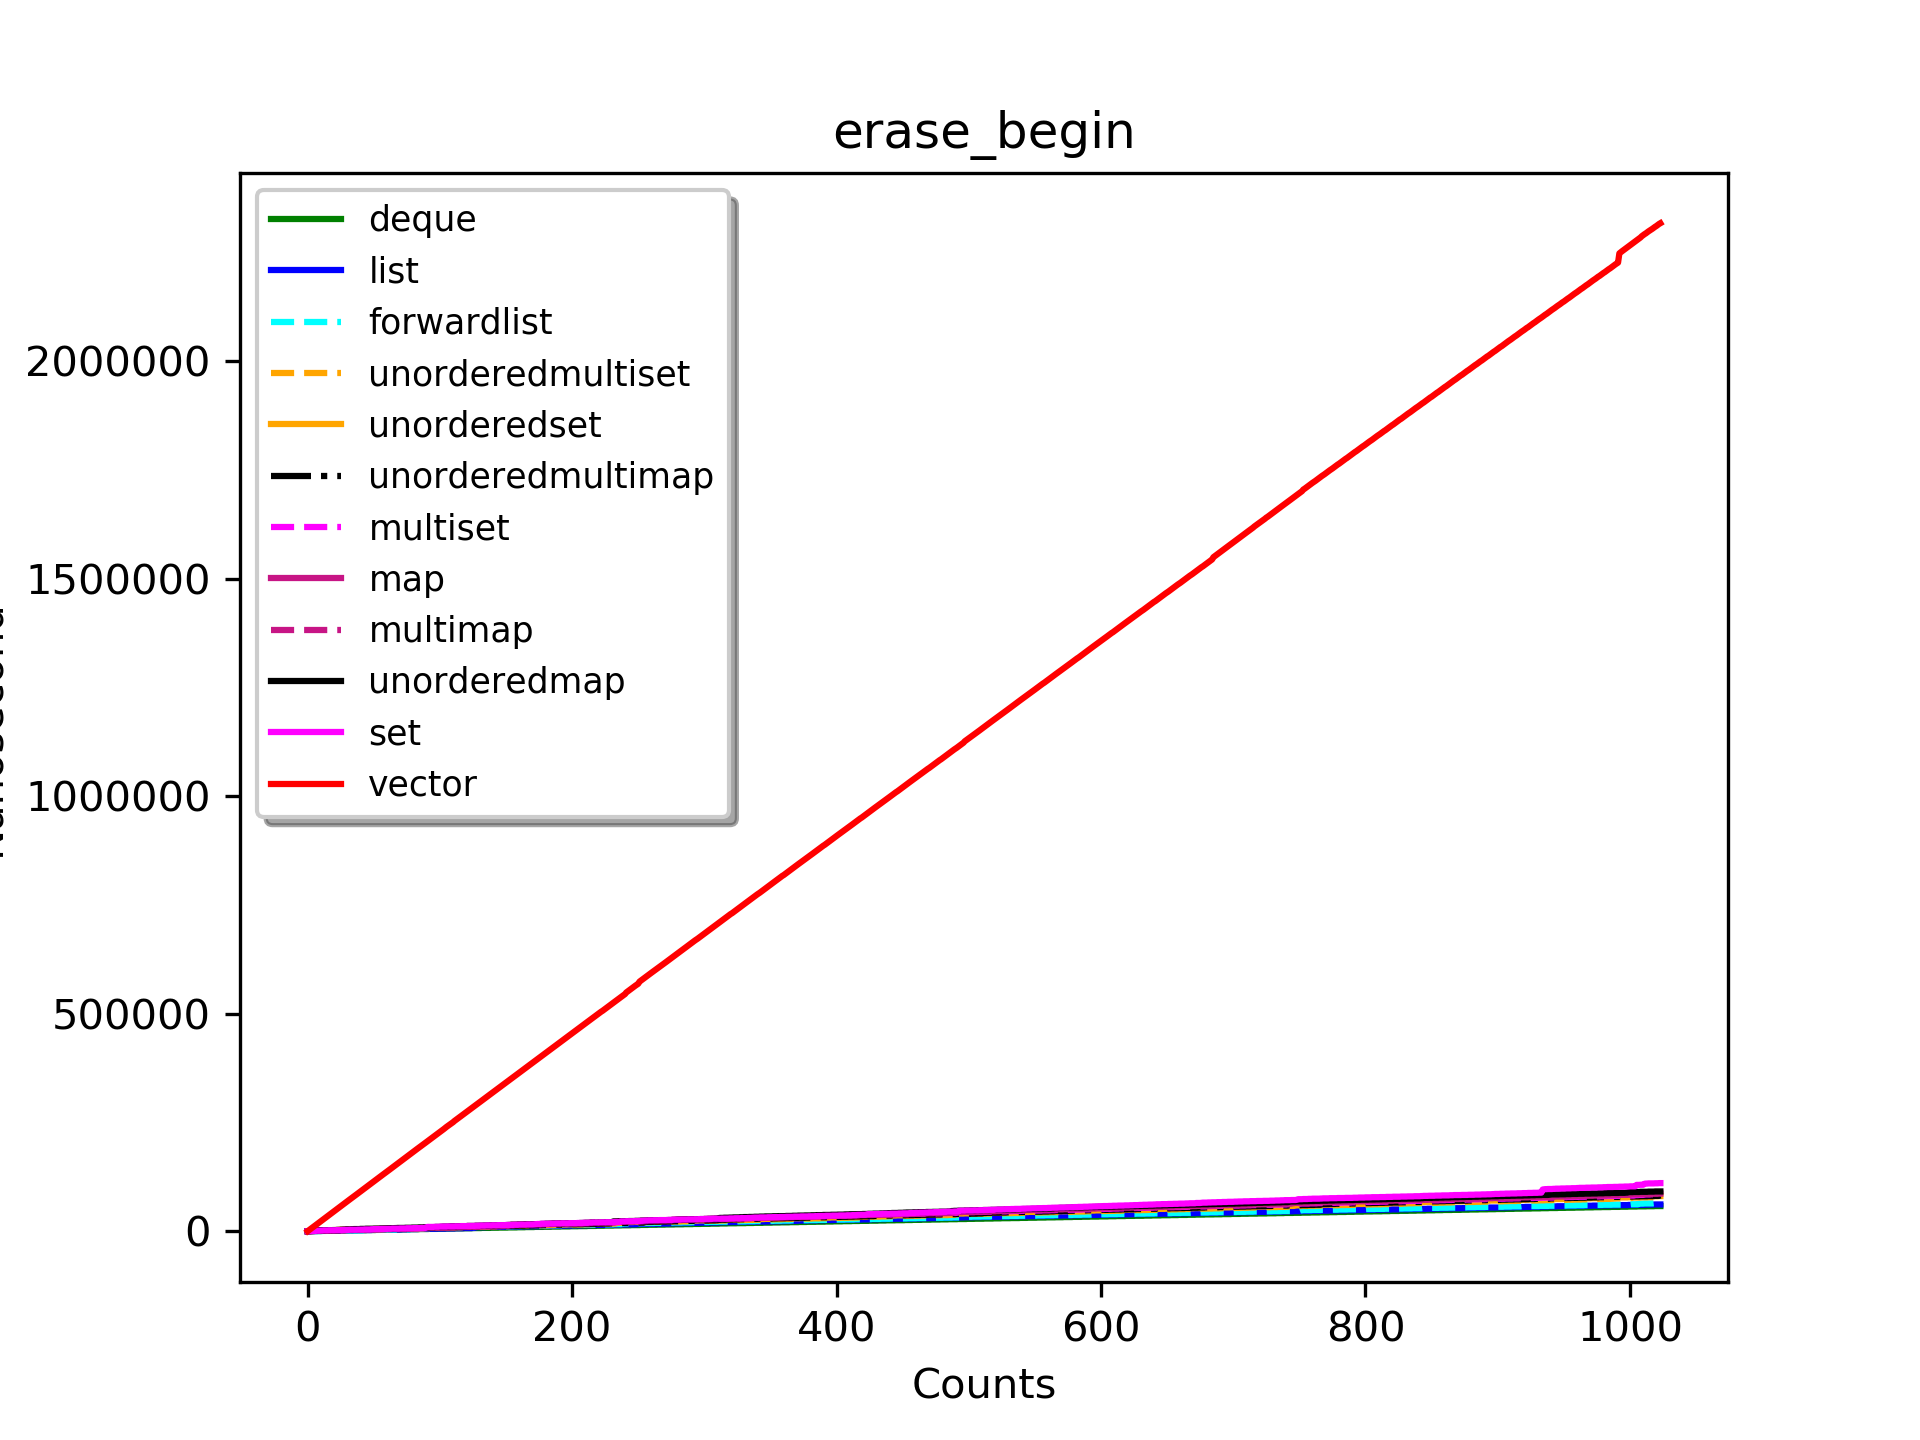 erase_begin
deque
list
forwardlist
unorderedmultiset
unorderedset
unorderedmultimap
multiset
map
multimap
unorderedmap
set
vector
2000000
1500000
1000000
500000
0
0 200 400 600 800 1000
Counts